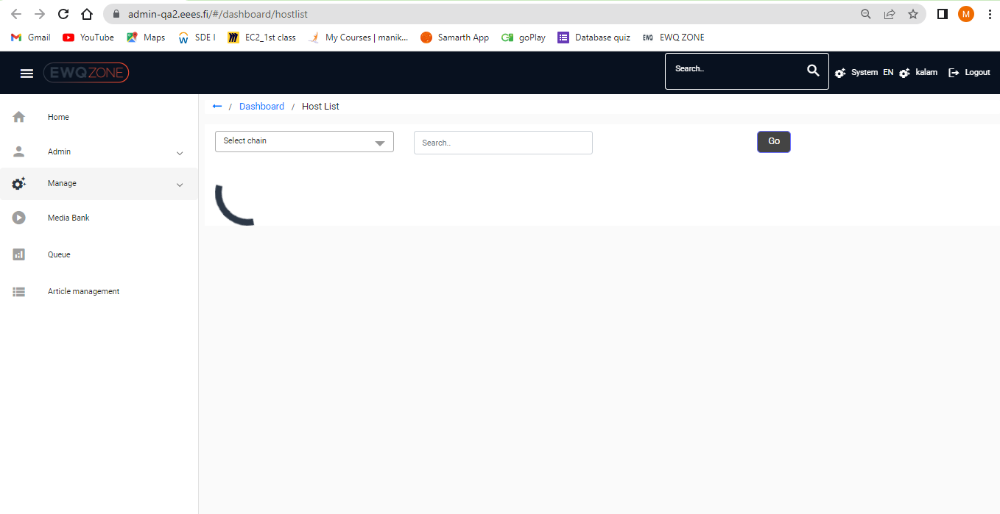 admin-qa2.eees.fi/#/dashboard/hostlist
M
Gmail YouTube Maps SDE I EC2_1st class My Courses | manik... Samarth App goPlay Database quiz EWQ EWQ ZONE
EWQZONE Search.. System EN kalam Logout
/ Dashboard / Host List
Home
Select chain Search.. Go
Admin
Manage
Media Bank
Queue
Article management